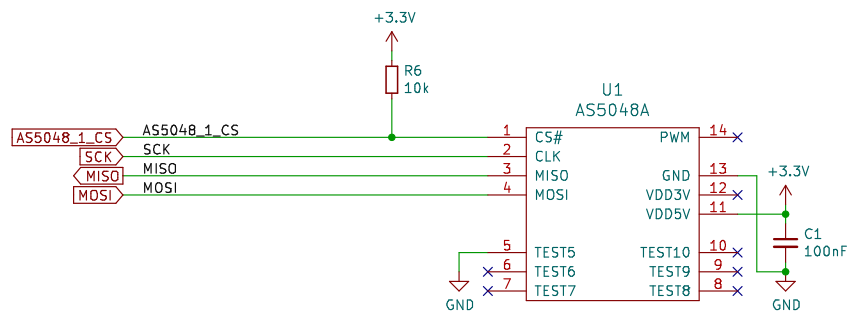 +3.3V
R6
10k
U1
AS5048A
AS5048_1_CS
AS5048_1_CS
1
CS#
PWM
14
SCK
SCK
2
CLK
MISO
MISO
3
MISO
GND
13
+3.3V
MOSI
MOSI
4
MOSI
VDD3V
12
VDD5V
11
C1
100nF
5
TEST5
TEST10
10
6
TEST6
TEST9
9
7
TEST7
TEST8
8
GND
GND